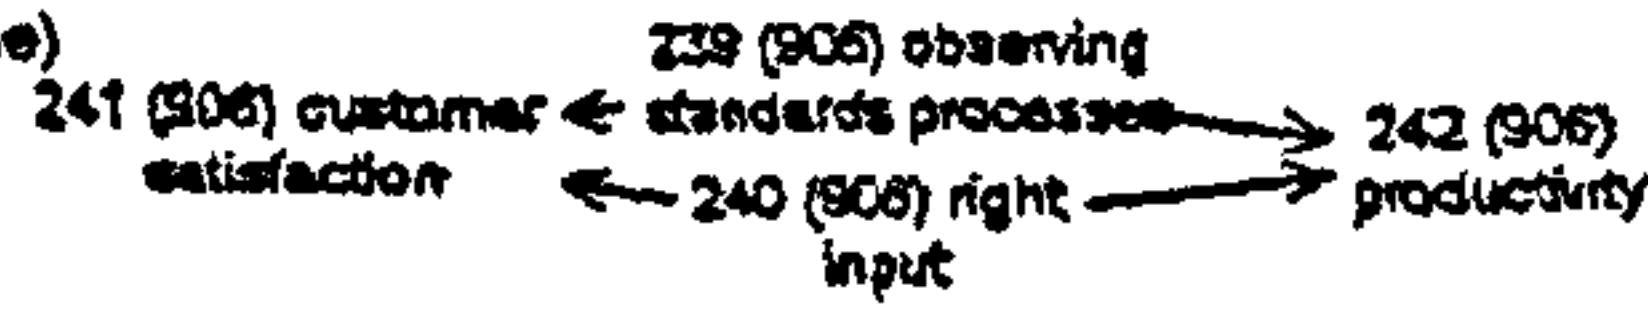 e)
239 (906) observing
241 (906) customer standards processes 242 (906)
satisfaction 240 (906) right productivity
input